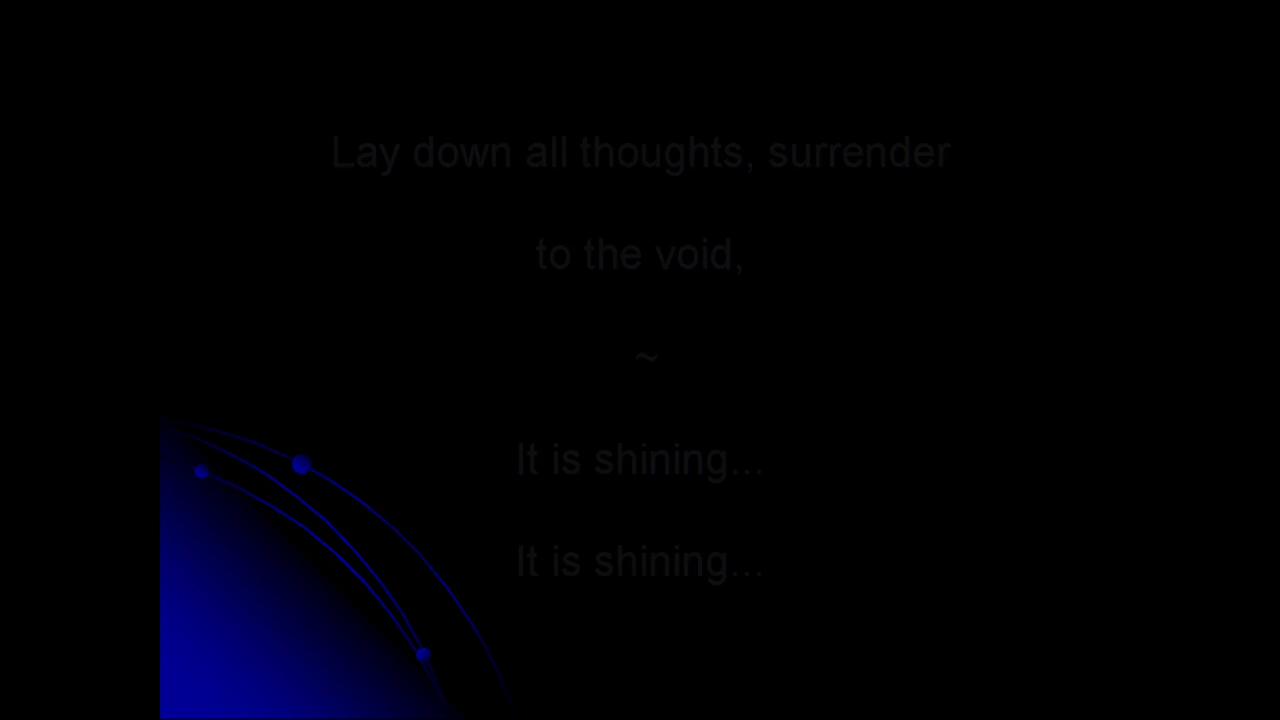 Lay down all thoughts, surrender
to the void,
~
It is shining...
It is shining...